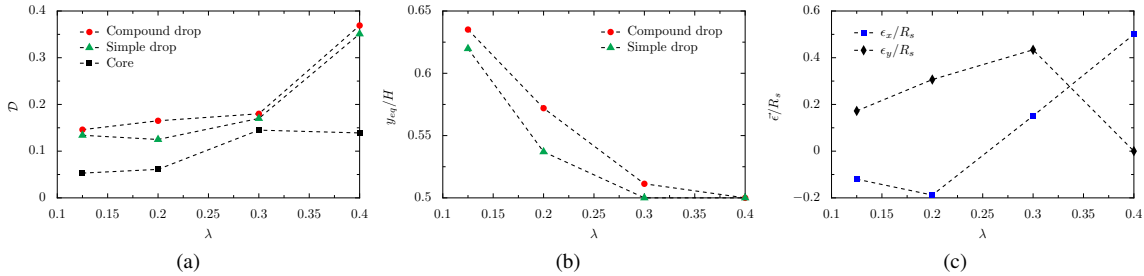 0.4
0.3
0.2
0.1
0
𝒟
Compound drop
Simple drop
Core
0.1 0.15 0.2 0.25 0.3 0.35 0.4
λ
(a)
0.65
0.6
0.55
0.5
y_{eq}/H
Compound drop
Simple drop
0.1 0.15 0.2 0.25 0.3 0.35 0.4
λ
(b)
0.6
0.4
0.2
0
−0.2
ϵ⃗/R_s
ϵ_x/R_s
ϵ_y/R_s
0.1 0.15 0.2 0.25 0.3 0.35 0.4
λ
(c)